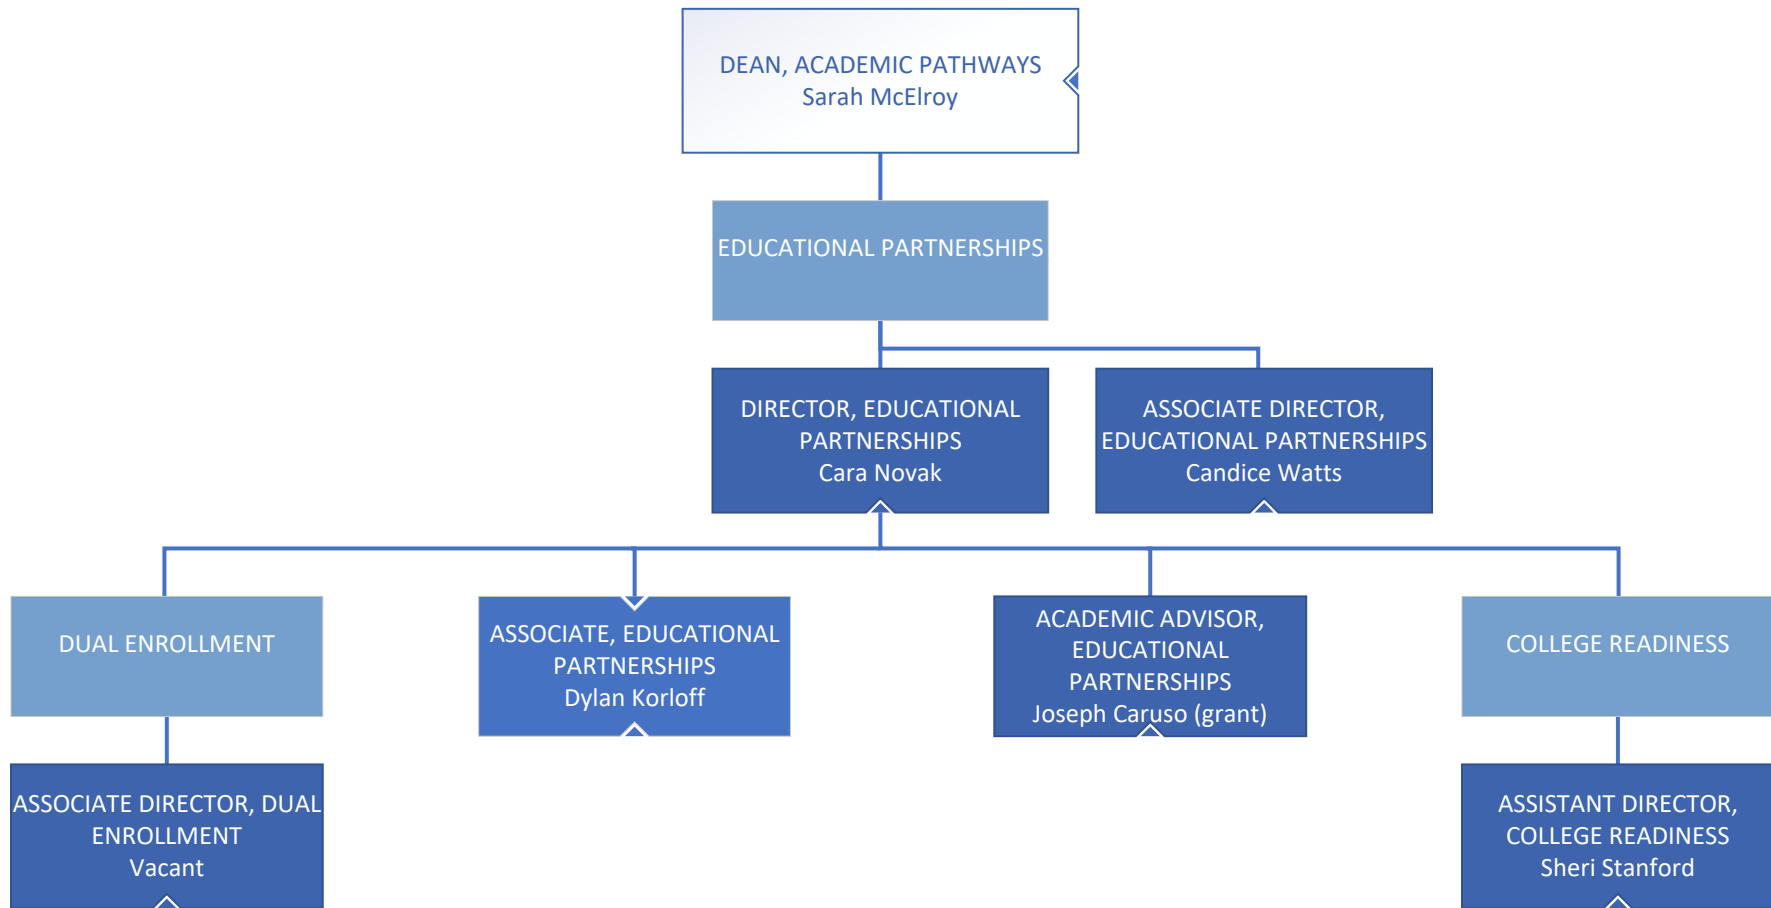 DEAN, ACADEMIC PATHWAYS
Sarah McElroy
EDUCATIONAL PARTNERSHIPS
DIRECTOR, EDUCATIONAL
PARTNERSHIPS
Cara Novak
ASSOCIATE DIRECTOR,
EDUCATIONAL PARTNERSHIPS
Candice Watts
DUAL ENROLLMENT
ASSOCIATE, EDUCATIONAL
PARTNERSHIPS
Dylan Korloff
ACADEMIC ADVISOR,
EDUCATIONAL
PARTNERSHIPS
Joseph Caruso (grant)
COLLEGE READINESS
ASSOCIATE DIRECTOR, DUAL
ENROLLMENT
Vacant
ASSISTANT DIRECTOR,
COLLEGE READINESS
Sheri Stanford